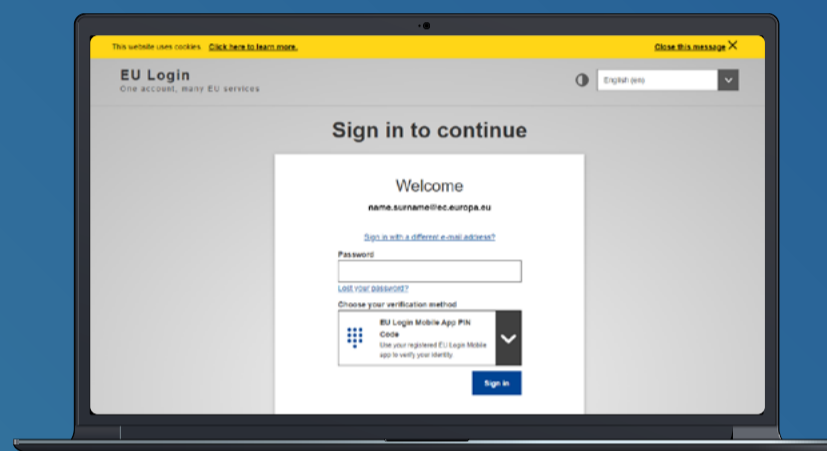 This website uses cookies. Click here to learn more.
Close this message
EU Login
One account, many EU services
English (en)
Sign in to continue
Welcome
name.surname@ec.europa.eu
Sign in with a different e-mail address?
Password
Lost your password?
Choose your verification method
EU Login Mobile App PIN
Code
Use your registered EU Login Mobile
app to verify your identity
Sign in